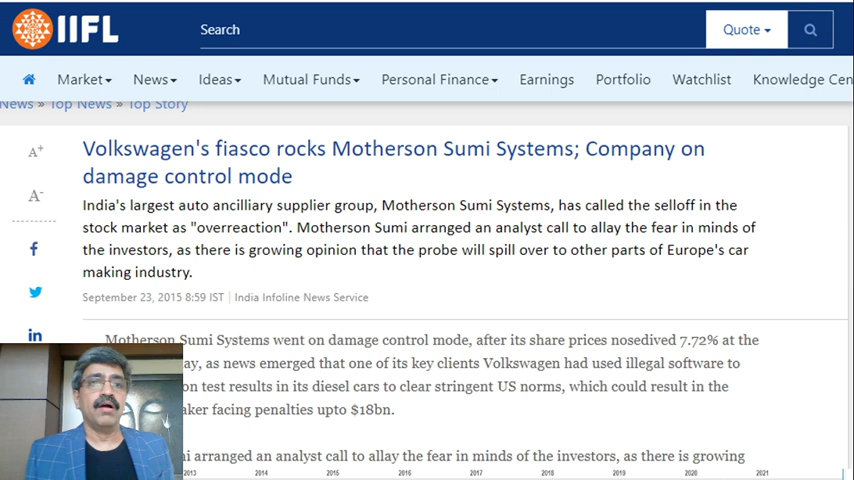 IIFL
Search
Quote
Market News Ideas Mutual Funds Personal Finance Earnings Portfolio Watchlist Knowledge Cen
News » Top News » Top Story
A+
Volkswagen's fiasco rocks Motherson Sumi Systems; Company on
damage control mode
A-
India's largest auto ancilliary supplier group, Motherson Sumi Systems, has called the selloff in the
stock market as "overreaction". Motherson Sumi arranged an analyst call to allay the fear in minds of
the investors, as there is growing opinion that the probe will spill over to other parts of Europe's car
making industry.
September 23, 2015 8:59 IST | India Infoline News Service
Motherson Sumi Systems went on damage control mode, after its share prices nosedived 7.72% at the
ay, as news emerged that one of its key clients Volkswagen had used illegal software to
on test results in its diesel cars to clear stringent US norms, which could result in the
aker facing penalties upto $18bn.
ni arranged an analyst call to allay the fear in minds of the investors, as there is growing
2013 2014 2015 2016 2017 2018 2019 2020 2021